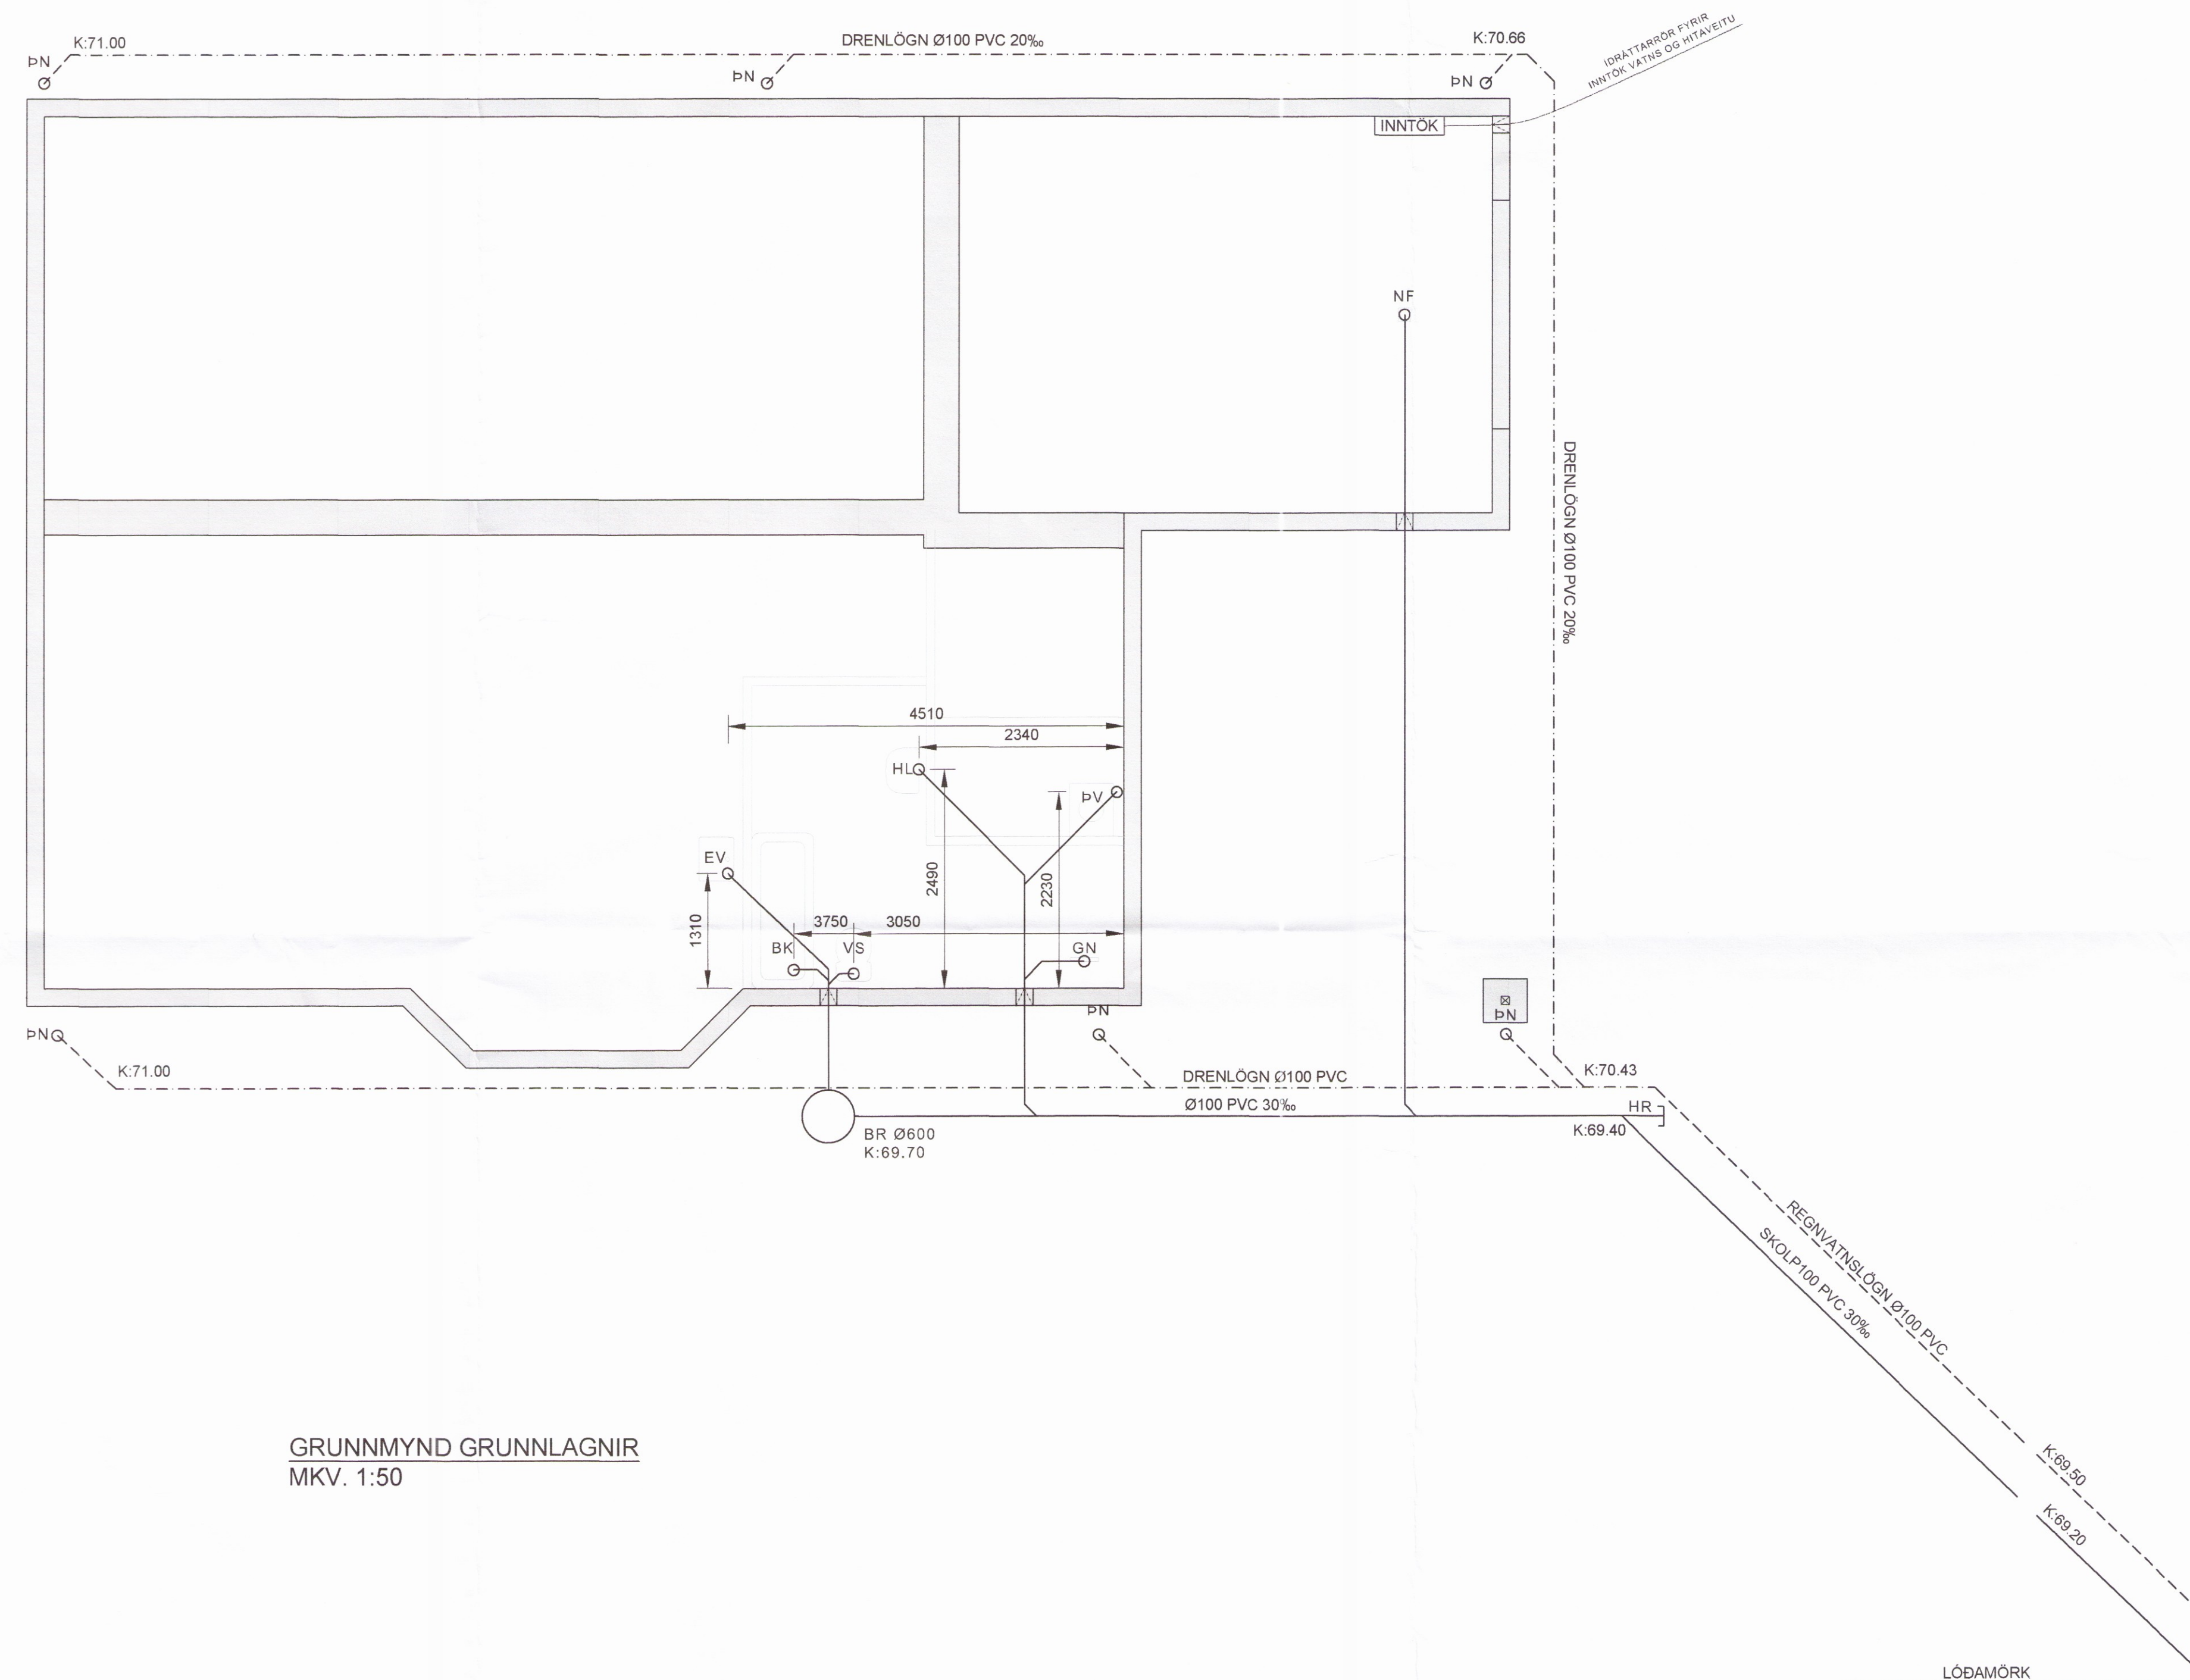 K:71.00
DRENLÖGN Ø100 PVC 20‰
K:70.66
ÍDRÁTTARRÖR FYRIR
INNTÖK VATNS OG HITAVEITU
ÞN
ÞN
ÞN
INNTÖK
NF
DRENLÖGN Ø100 PVC 20‰
4510
2340
HL
ÞV
EV
2490
2230
1310
3750
3050
BK
VS
GN
ÞN
ÞN
ÞN
K:71.00
DRENLÖGN Ø100 PVC
K:70.43
Ø100 PVC 30‰
HR
K:69.40
BR Ø600
K:69.70
REGNVATNSLÖGN Ø100 PVC
SKOLP100 PVC 30‰
GRUNNMYND GRUNNLAGNIR
MKV. 1:50
K:69.50
K:69.20
LÓÐAMÖRK